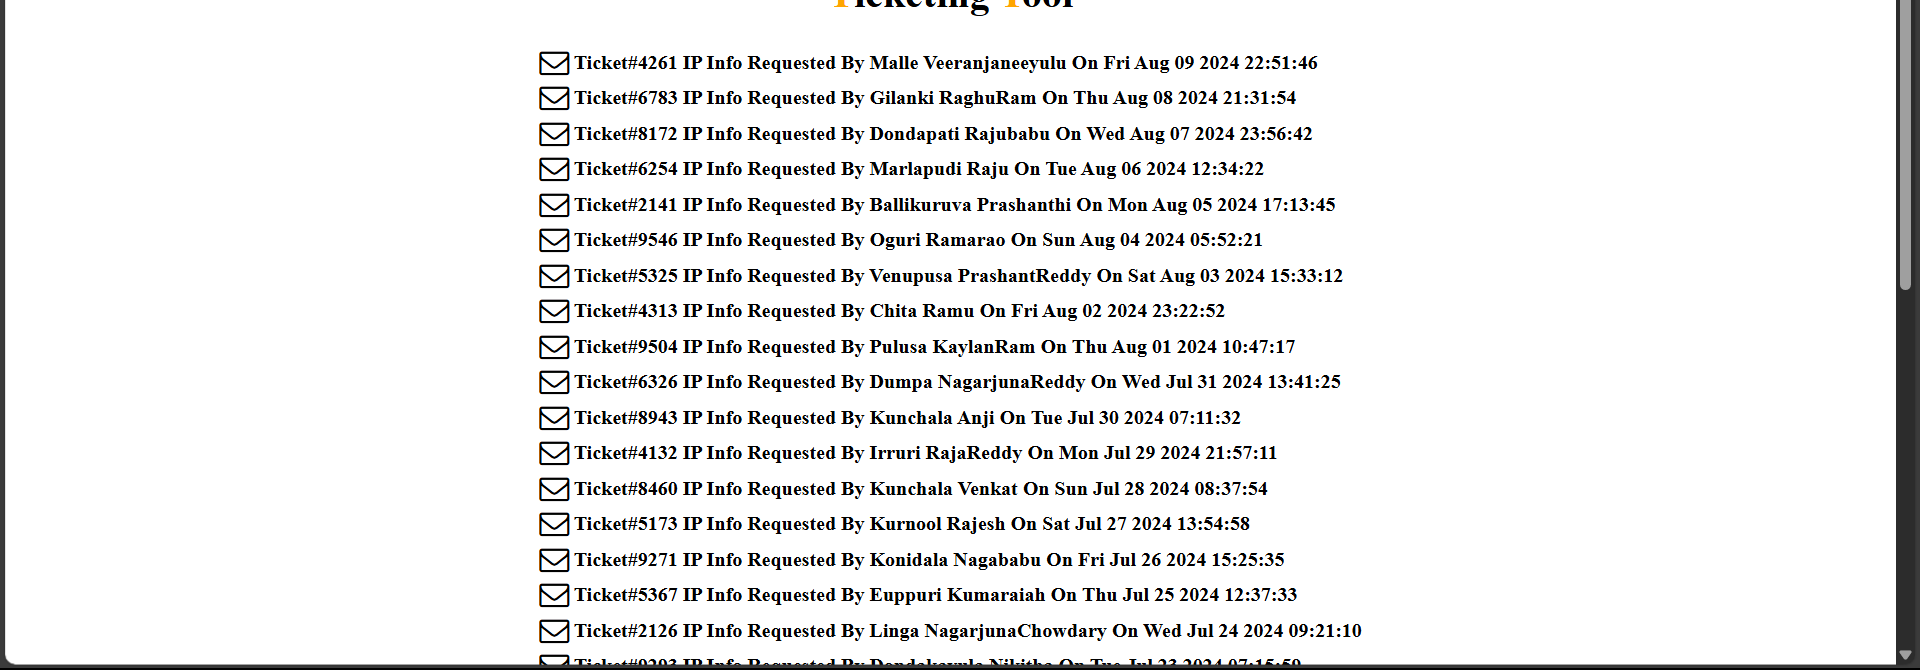 Ticketing Tool
Ticket#4261 IP Info Requested By Malle Veeranjaneeyulu On Fri Aug 09 2024 22:51:46
Ticket#6783 IP Info Requested By Gilanki RaghuRam On Thu Aug 08 2024 21:31:54
Ticket#8172 IP Info Requested By Dondapati Rajubabu On Wed Aug 07 2024 23:56:42
Ticket#6254 IP Info Requested By Marlapudi Raju On Tue Aug 06 2024 12:34:22
Ticket#2141 IP Info Requested By Ballikuruva Prashanthi On Mon Aug 05 2024 17:13:45
Ticket#9546 IP Info Requested By Oguri Ramarao On Sun Aug 04 2024 05:52:21
Ticket#5325 IP Info Requested By Venupusa PrashantReddy On Sat Aug 03 2024 15:33:12
Ticket#4313 IP Info Requested By Chita Ramu On Fri Aug 02 2024 23:22:52
Ticket#9504 IP Info Requested By Pulusa KaylanRam On Thu Aug 01 2024 10:47:17
Ticket#6326 IP Info Requested By Dumpa NagarjunaReddy On Wed Jul 31 2024 13:41:25
Ticket#8943 IP Info Requested By Kunchala Anji On Tue Jul 30 2024 07:11:32
Ticket#4132 IP Info Requested By Irruri RajaReddy On Mon Jul 29 2024 21:57:11
Ticket#8460 IP Info Requested By Kunchala Venkat On Sun Jul 28 2024 08:37:54
Ticket#5173 IP Info Requested By Kurnool Rajesh On Sat Jul 27 2024 13:54:58
Ticket#9271 IP Info Requested By Konidala Nagababu On Fri Jul 26 2024 15:25:35
Ticket#5367 IP Info Requested By Euppuri Kumaraiah On Thu Jul 25 2024 12:37:33
Ticket#2126 IP Info Requested By Linga NagarjunaChowdary On Wed Jul 24 2024 09:21:10
IP Info Requested By On Tue Jul 23 2024